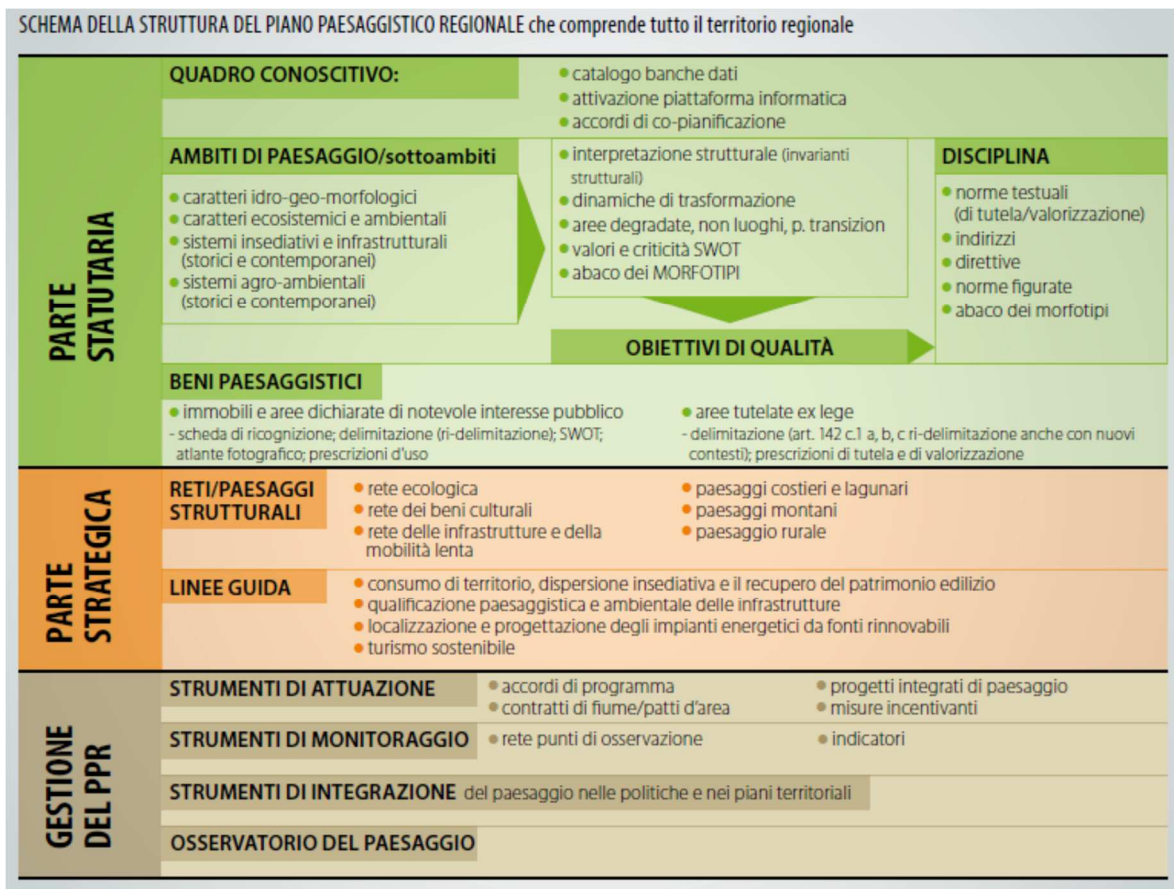 SCHEMA DELLA STRUTTURA DEL PIANO PAESAGGISTICO REGIONALE che comprende tutto il territorio regionale
PARTE
STATUTARIA
QUADRO CONOSCITIVO:
• catalogo banche dati
• attivazione piattaforma informatica
• accordi di co-pianificazione
AMBITI DI PAESAGGIO/sottoambiti
• caratteri idro-geo-morfologici
• caratteri ecosistemici e ambientali
• sistemi insediativi e infrastrutturali
(storici e contemporanei)
• sistemi agro-ambientali
(storici e contemporanei)
• interpretazione strutturale (invarianti
strutturali)
• dinamiche di trasformazione
• aree degradate, non luoghi, p. transizion
• valori e criticità SWOT
• abaco dei MORFOTIPI
OBIETTIVI DI QUALITÀ
DISCIPLINA
• norme testuali
(di tutela/valorizzazione)
• indirizzi
• direttive
• norme figurate
• abaco dei morfotipi
BENI PAESAGGISTICI
• immobili e aree dichiarate di notevole interesse pubblico
- scheda di ricognizione; delimitazione (ri-delimitazione); SWOT;
atlante fotografico; prescrizioni d'uso
• aree tutelate ex lege
- delimitazione (art. 142 c.1 a, b, c ri-delimitazione anche con nuovi
contesti); prescrizioni di tutela e di valorizzazione
PARTE
STRATEGICA
RETI/PAESAGGI
STRUTTURALI
• rete ecologica
• rete dei beni culturali
• rete delle infrastrutture e della
mobilità lenta
• paesaggi costieri e lagunari
• paesaggi montani
• paesaggio rurale
LINEE GUIDA
• consumo di territorio, dispersione insediativa e il recupero del patrimonio edilizio
• qualificazione paesaggistica e ambientale delle infrastrutture
• localizzazione e progettazione degli impianti energetici da fonti rinnovabili
• turismo sostenibile
GESTIONE
DEL PPR
STRUMENTI DI ATTUAZIONE
• accordi di programma
• contratti di fiume/patti d'area
• progetti integrati di paesaggio
• misure incentivanti
STRUMENTI DI MONITORAGGIO
• rete punti di osservazione
• indicatori
STRUMENTI DI INTEGRAZIONE del paesaggio nelle politiche e nei piani territoriali
OSSERVATORIO DEL PAESAGGIO